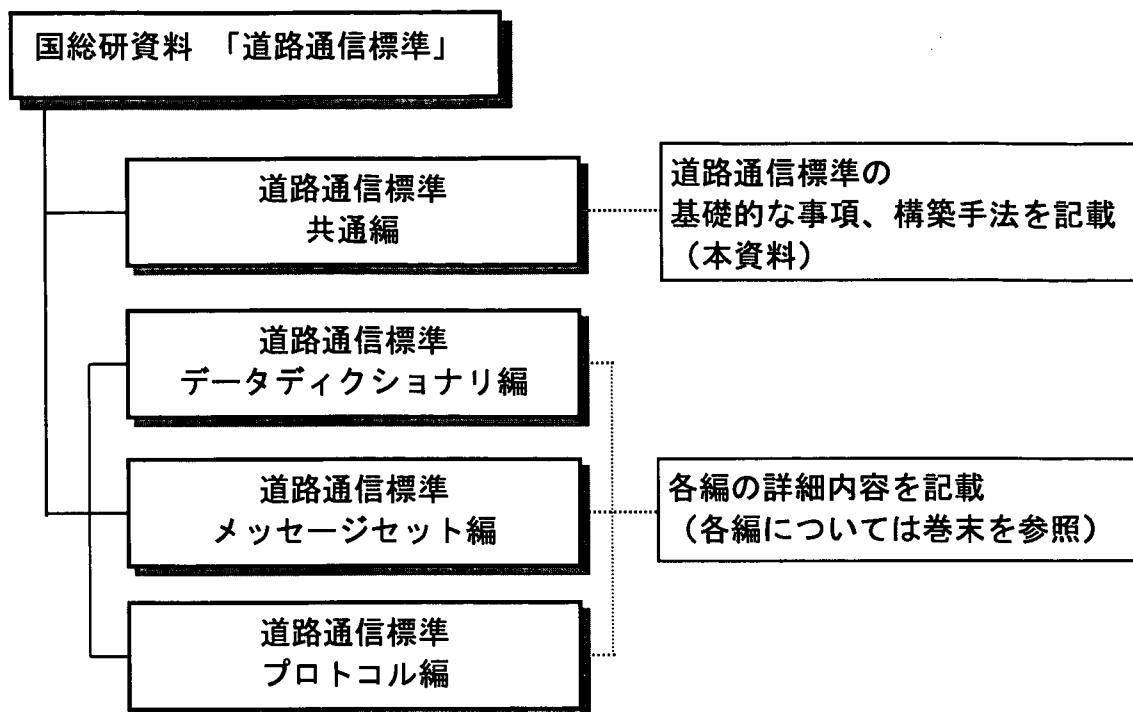 国総研資料 「道路通信標準」
道路通信標準
共通編
道路通信標準の
基礎的な事項、構築手法を記載
(本資料)
道路通信標準
データディクショナリ編
道路通信標準
メッセージセット編
各編の詳細内容を記載
(各編については巻末を参照)
道路通信標準
プロトコル編